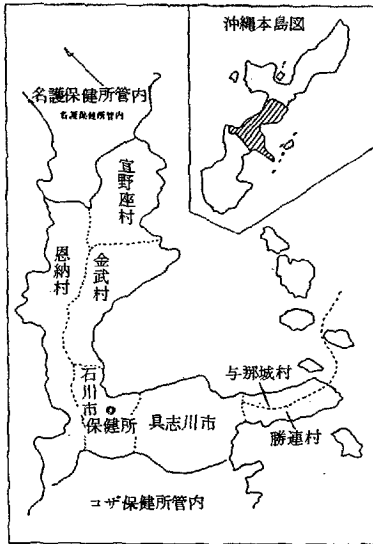 沖縄本島図
名護保健所管内
名護保健所管内
宜野座村
恩納村
金武村
石川市
保健所
具志川市
与那城村
勝連村
コザ保健所管内